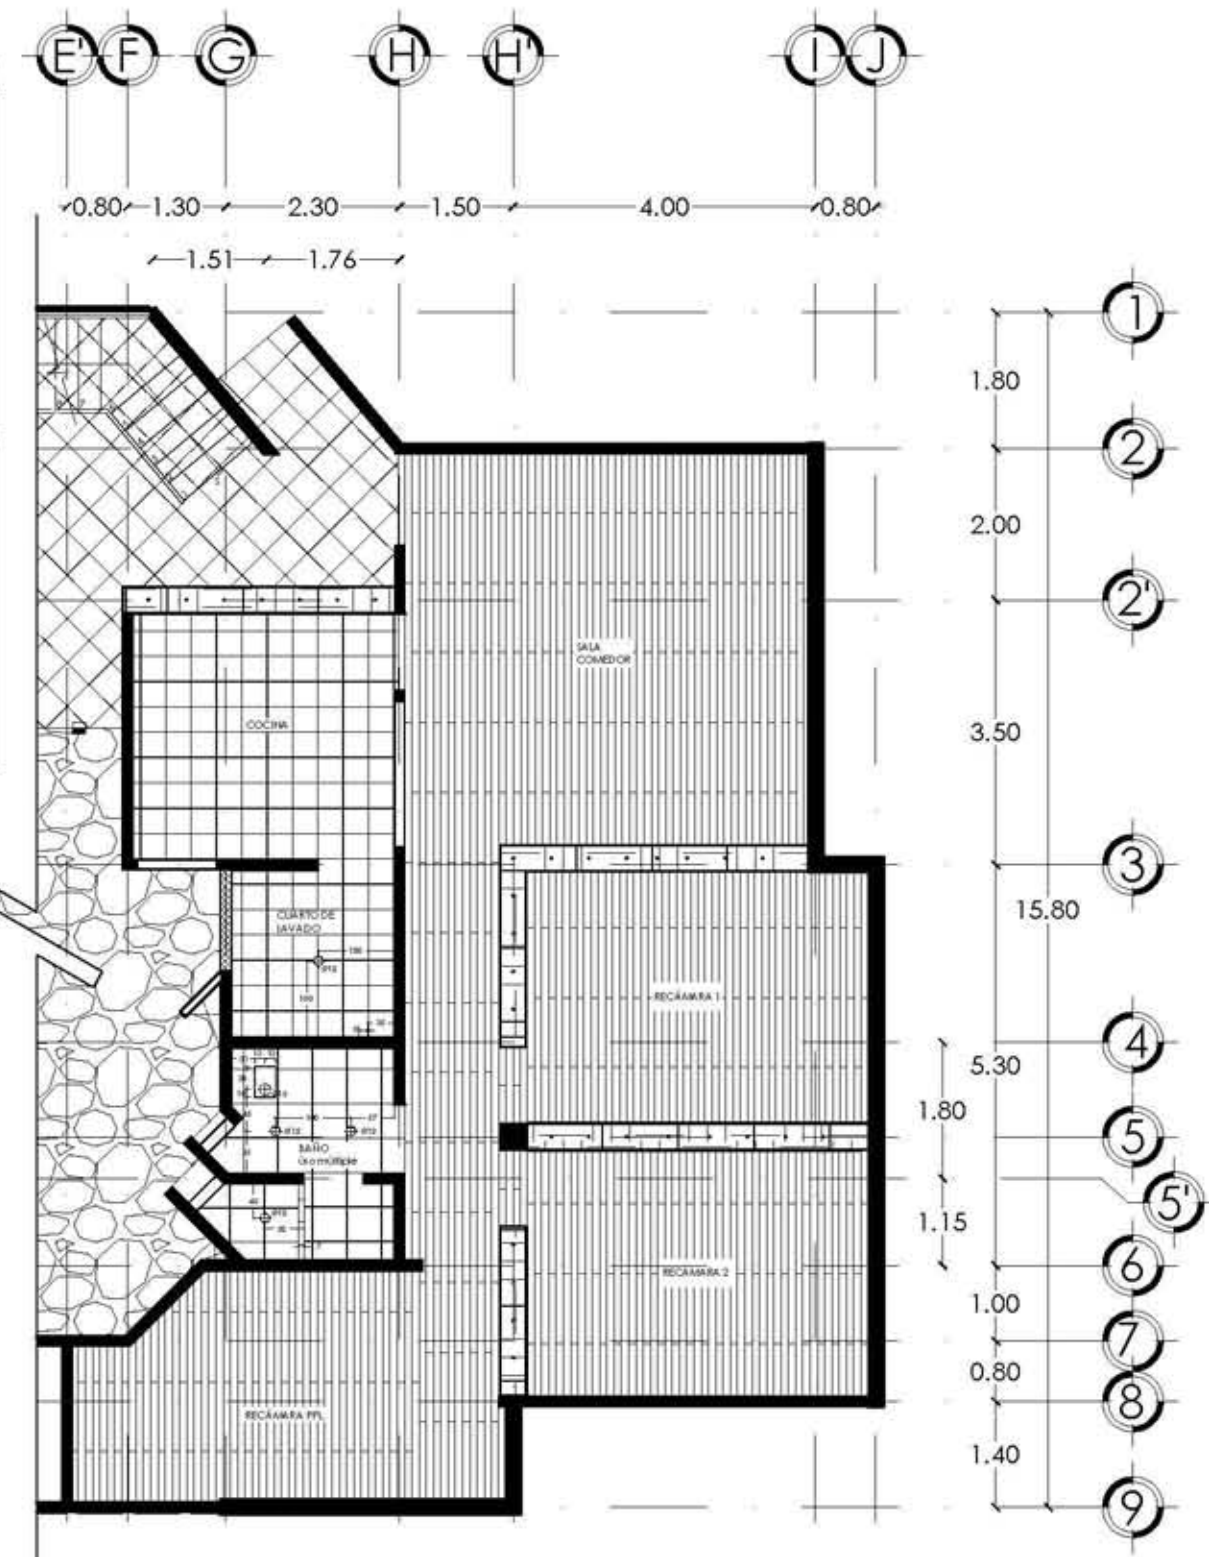 E' F G H H' I J
0.80 1.30 2.30 1.50 4.00 0.80
1.51 1.76
1
1.80
2
2.00
2'
SALA
COMEDOR
COCINA
3.50
3
15.80
CUARTO DE
LAVADO
RECÁMARA 1
4
5.30
1.80
5
BAÑO
uso múltiple
5'
1.15
RECÁMARA 2
6
1.00
7
0.80
8
RECÁMARA PPL
1.40
9